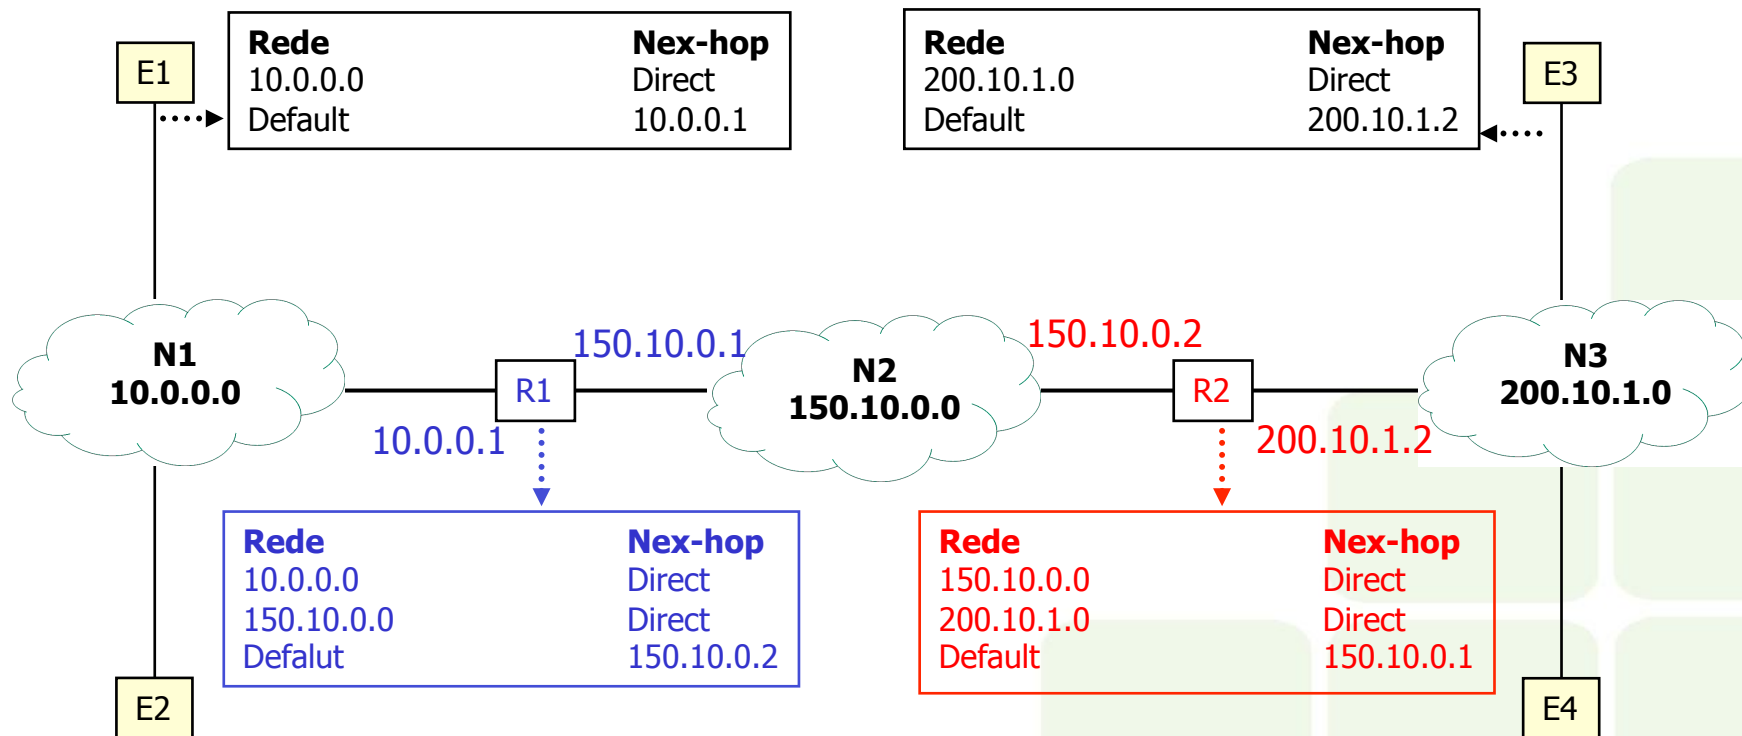 E1
Rede Nex-hop
10.0.0.0 Direct
Default 10.0.0.1
Rede Nex-hop
200.10.1.0 Direct
Default 200.10.1.2
E3
N1
10.0.0.0
10.0.0.1
R1
150.10.0.1
N2
150.10.0.0
150.10.0.2
R2
200.10.1.2
N3
200.10.1.0
Rede Nex-hop
10.0.0.0 Direct
150.10.0.0 Direct
Defalut 150.10.0.2
Rede Nex-hop
150.10.0.0 Direct
200.10.1.0 Direct
Default 150.10.0.1
E2
E4